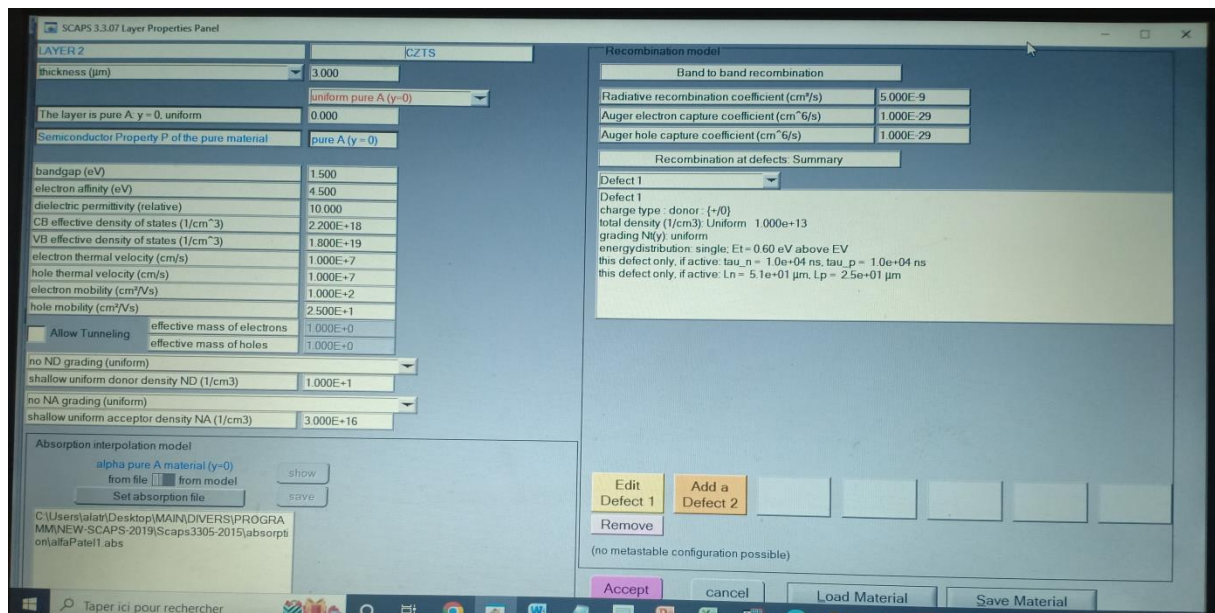 SCAPS 3.3.07 Layer Properties Panel
LAYER 2
CZTS
thickness (µm)
3.000
uniform pure A (y=0)
The layer is pure A: y = 0, uniform
0.000
Semiconductor Property P of the pure material
pure A (y = 0)
bandgap (eV)
1.500
electron affinity (eV)
4.500
dielectric permittivity (relative)
10.000
CB effective density of states (1/cm^3)
2.200E+18
VB effective density of states (1/cm^3)
1.800E+19
electron thermal velocity (cm/s)
1.000E+7
hole thermal velocity (cm/s)
1.000E+7
electron mobility (cm²/Vs)
1.000E+2
hole mobility (cm²/Vs)
2.500E+1
Allow Tunneling
effective mass of electrons
1.000E+0
effective mass of holes
1.000E+0
no ND grading (uniform)
shallow uniform donor density ND (1/cm3)
1.000E+1
no NA grading (uniform)
shallow uniform acceptor density NA (1/cm3)
3.000E+16
Absorption interpolation model
alpha pure A material (y=0)
from file from model
show
Set absorption file
save
C:\Users\alatr\Desktop\MAIN\DIVERS\PROGRA
MM\NEW-SCAPS-2019\Scaps3305-2015\absorpti
on\alfaPatel1.abs
Recombination model
Band to band recombination
Radiative recombination coefficient (cm³/s)
5.000E-9
Auger electron capture coefficient (cm^6/s)
1.000E-29
Auger hole capture coefficient (cm^6/s)
1.000E-29
Recombination at defects: Summary
Defect 1
Defect 1
charge type : donor : {+/0}
total density (1/cm3): Uniform 1.000e+13
grading Nt(y): uniform
energydistribution: single; Et = 0.60 eV above EV
this defect only, if active: tau_n = 1.0e+04 ns, tau_p = 1.0e+04 ns
this defect only, if active: Ln = 5.1e+01 µm, Lp = 2.5e+01 µm
Edit
Defect 1
Add a
Defect 2
Remove
(no metastable configuration possible)
Accept
cancel
Load Material
Save Material
Taper ici pour rechercher